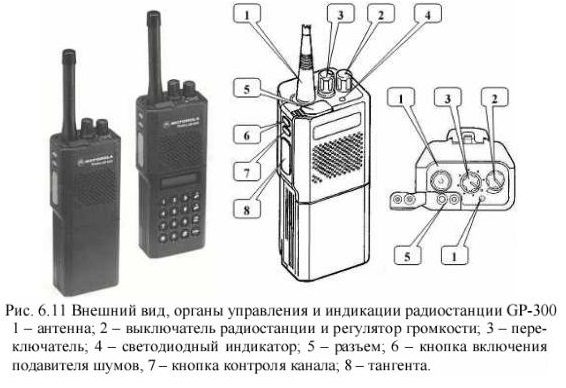 1
3
2
4
5
6
7
8
1
3
2
5
1
MOTOROLA
MOTOROLA
Рис. 6.11 Внешний вид, органы управления и индикации радиостанции GP-300
1 – антенна; 2 – выключатель радиостанции и регулятор громкости; 3 – пере-
ключатель; 4 – светодиодный индикатор; 5 – разъем; 6 – кнопка включения
подавителя шумов, 7 – кнопка контроля канала; 8 – тангента.